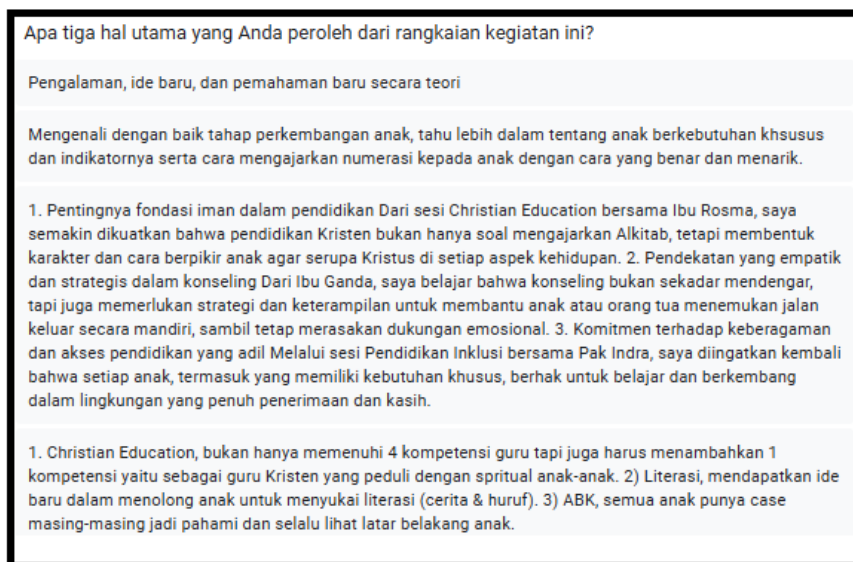 Apa tiga hal utama yang Anda peroleh dari rangkaian kegiatan ini?
Pengalaman, ide baru, dan pemahaman baru secara teori
Mengenali dengan baik tahap perkembangan anak, tahu lebih dalam tentang anak berkebutuhan khsusus
dan indikatornya serta cara mengajarkan numerasi kepada anak dengan cara yang benar dan menarik.
1. Pentingnya fondasi iman dalam pendidikan Dari sesi Christian Education bersama Ibu Rosma, saya
semakin dikuatkan bahwa pendidikan Kristen bukan hanya soal mengajarkan Alkitab, tetapi membentuk
karakter dan cara berpikir anak agar serupa Kristus di setiap aspek kehidupan. 2. Pendekatan yang empatik
dan strategis dalam konseling Dari Ibu Ganda, saya belajar bahwa konseling bukan sekadar mendengar,
tapi juga memerlukan strategi dan keterampilan untuk membantu anak atau orang tua menemukan jalan
keluar secara mandiri, sambil tetap merasakan dukungan emosional. 3. Komitmen terhadap keberagaman
dan akses pendidikan yang adil Melalui sesi Pendidikan Inklusi bersama Pak Indra, saya diingatkan kembali
bahwa setiap anak, termasuk yang memiliki kebutuhan khusus, berhak untuk belajar dan berkembang
dalam lingkungan yang penuh penerimaan dan kasih.
1. Christian Education, bukan hanya memenuhi 4 kompetensi guru tapi juga harus menambahkan 1
kompetensi yaitu sebagai guru Kristen yang peduli dengan spritual anak-anak. 2) Literasi, mendapatkan ide
baru dalam menolong anak untuk menyukai literasi (cerita & huruf). 3) ABK, semua anak punya case
masing-masing jadi pahami dan selalu lihat latar belakang anak.